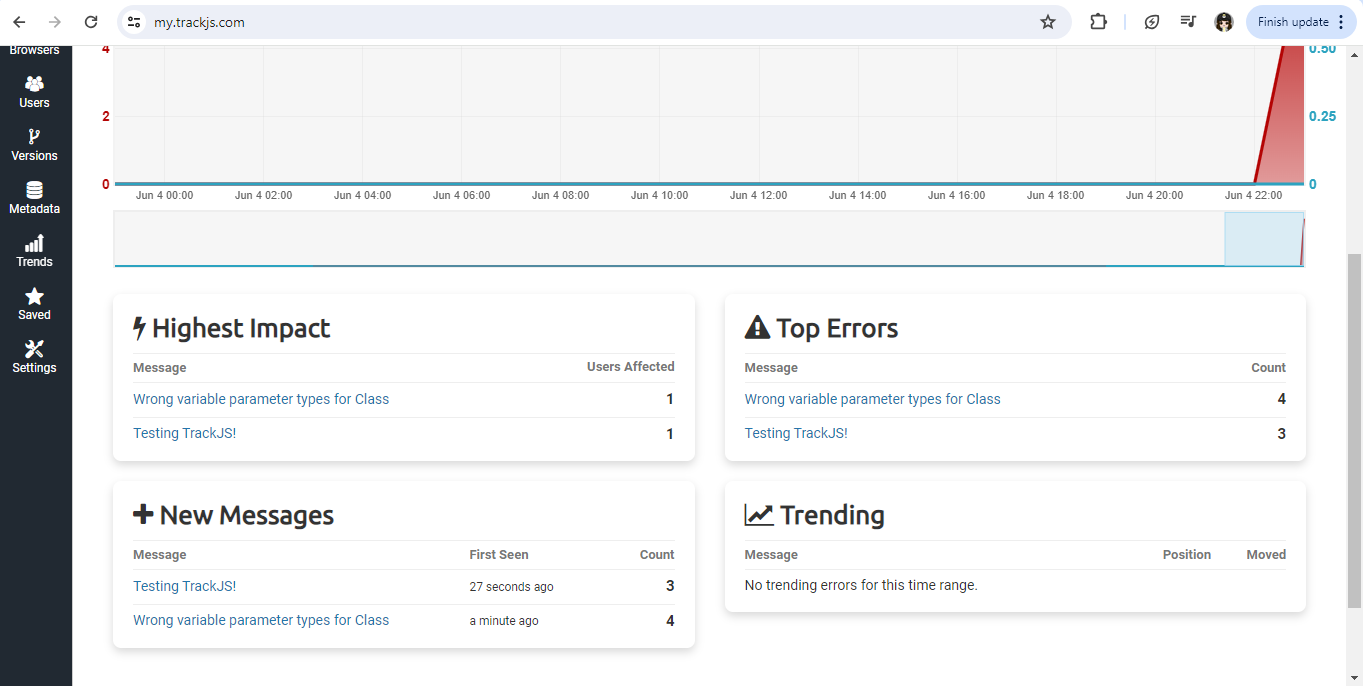 my.trackjs.com
Finish update
Browsers
Users
Versions
Metadata
Trends
Saved
Settings
4
2
0
0.50
0.25
0
Jun 4 00:00 Jun 4 02:00 Jun 4 04:00 Jun 4 06:00 Jun 4 08:00 Jun 4 10:00 Jun 4 12:00 Jun 4 14:00 Jun 4 16:00 Jun 4 18:00 Jun 4 20:00 Jun 4 22:00
Highest Impact
Message Users Affected
Wrong variable parameter types for Class 1
Testing TrackJS! 1
Top Errors
Message Count
Wrong variable parameter types for Class 4
Testing TrackJS! 3
New Messages
Message First Seen Count
Testing TrackJS! 27 seconds ago 3
Wrong variable parameter types for Class a minute ago 4
Trending
Message Position Moved
No trending errors for this time range.